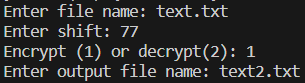 Enter file name: text.txt
Enter shift: 77
Encrypt (1) or decrypt(2): 1
Enter output file name: text2.txt